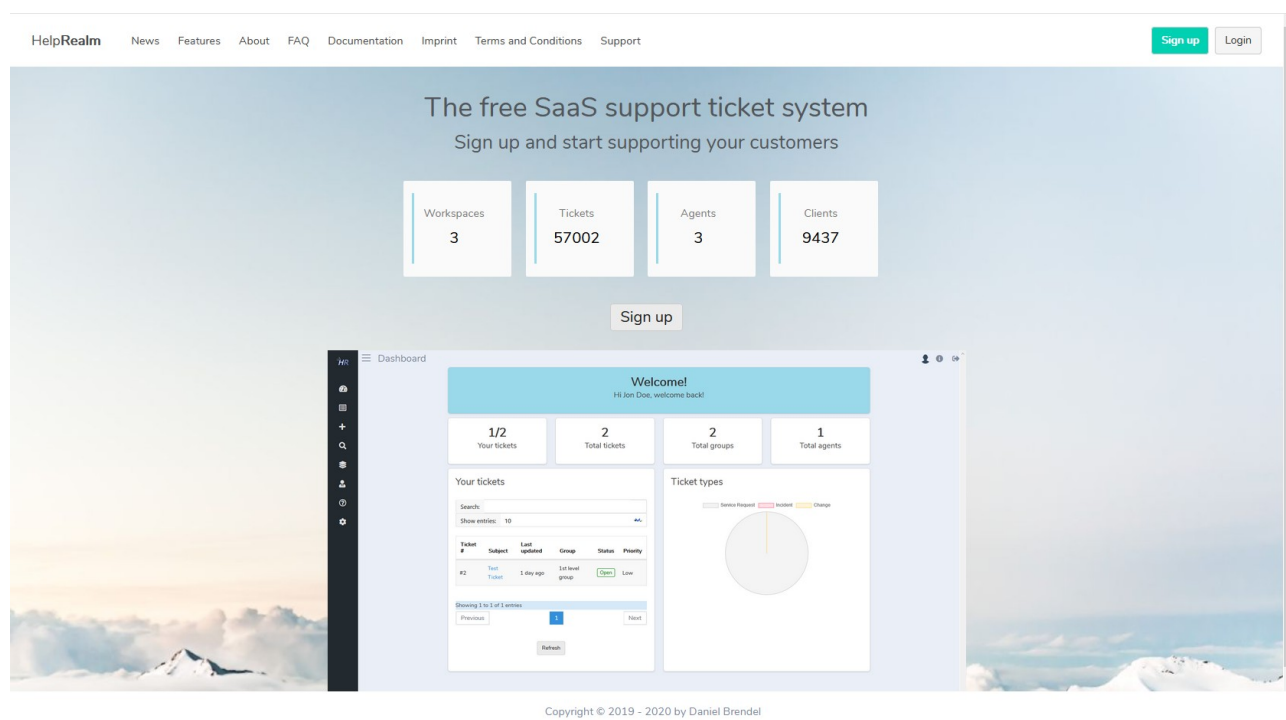 HelpRealm News Features About FAQ Documentation Imprint Terms and Conditions Support Sign up Login
The free SaaS support ticket system
Sign up and start supporting your customers
Workspaces Tickets Agents Clients
3 57002 3 9437
Sign up
HR Dashboard
Welcome!
Hi Jon Doe, welcome back!
1/2 2 2 1
Your tickets Total tickets Total groups Total agents
Your tickets Ticket types
Search:
Service Request Incident Change
Show entries: 10
Ticket # Subject Last updated Group Status Priority
#2 Test Ticket 1 day ago 1st level group Open Low
Showing 1 to 1 of 1 entries
Previous 1 Next
Refresh
Copyright © 2019 - 2020 by Daniel Brendel